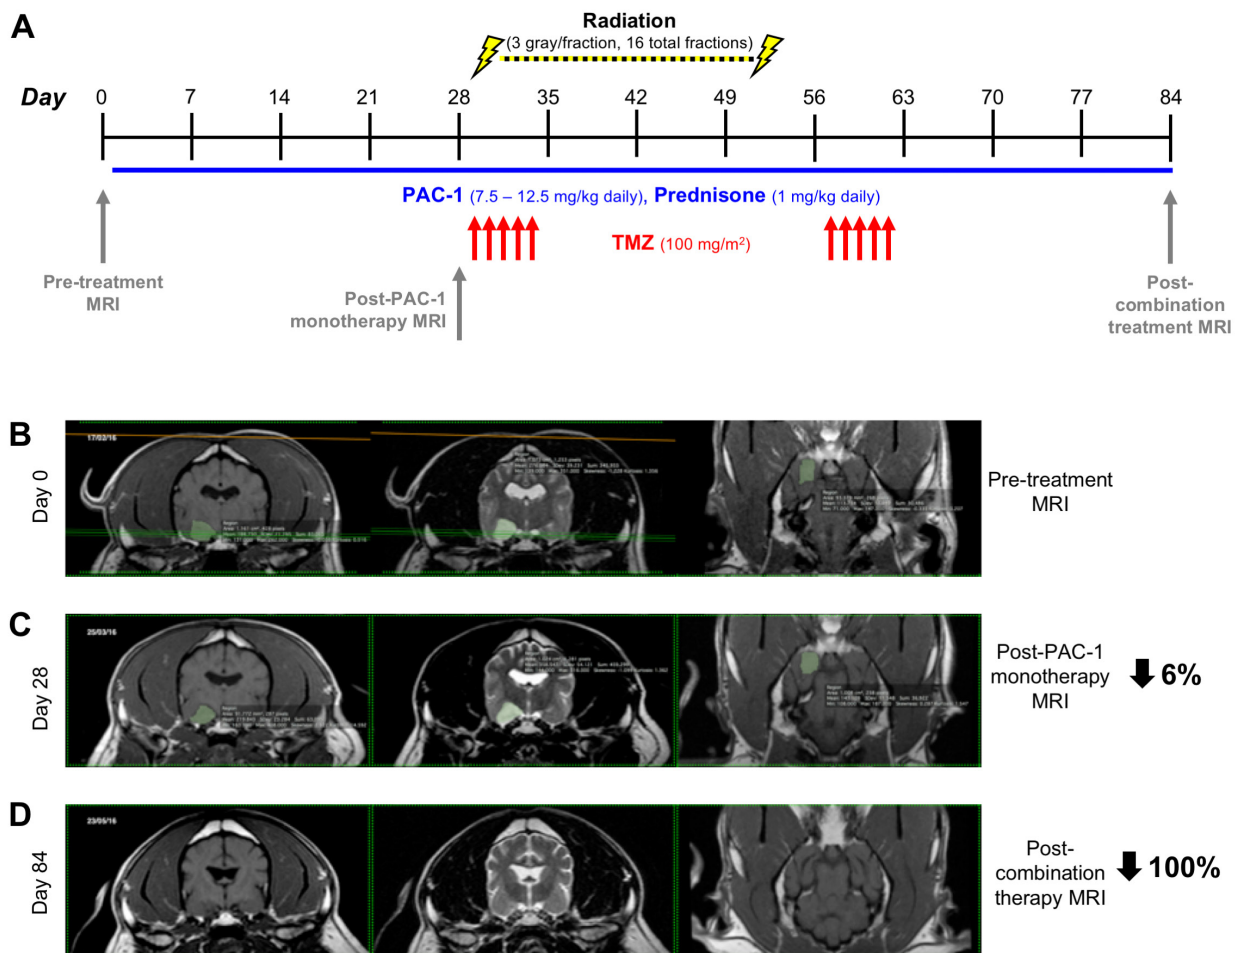 A
Radiation
(3 gray/fraction, 16 total fractions)
Day 0 7 14 21 28 35 42 49 56 63 70 77 84
PAC-1 (7.5 – 12.5 mg/kg daily), Prednisone (1 mg/kg daily)
TMZ (100 mg/m²)
Pre-treatment
MRI
Post-PAC-1
monotherapy MRI
Post-
combination
treatment MRI
B
Day 0
17/02/16
Pre-treatment
MRI
C
Day 28
25/03/16
Post-PAC-1
monotherapy
MRI
6%
D
Day 84
23/05/16
Post-
combination
therapy MRI
100%